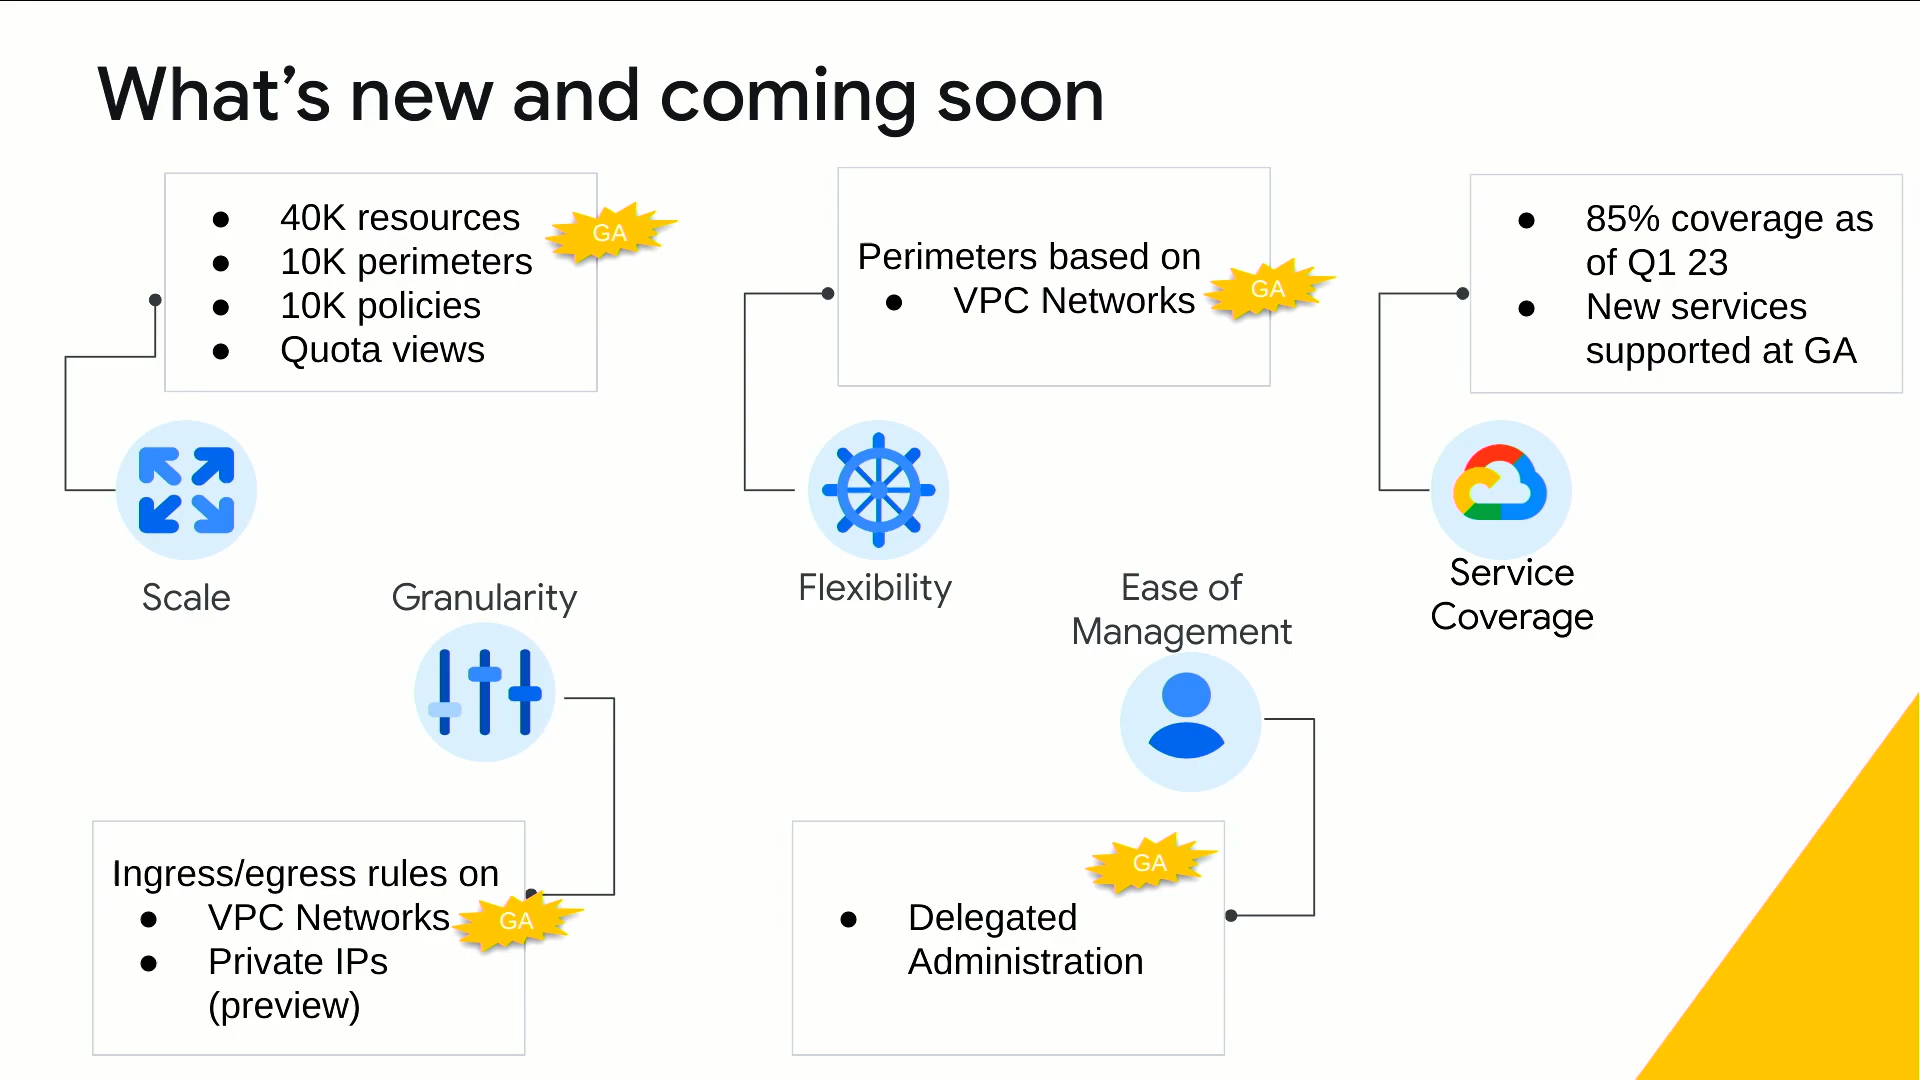 What's new and coming soon
● 40K resources
● 10K perimeters
● 10K policies
● Quota views
GA
Perimeters based on
● VPC Networks
GA
● 85% coverage as
of Q1 23
● New services
supported at GA
Scale
Granularity
Flexibility
Ease of
Management
Service
Coverage
Ingress/egress rules on
● VPC Networks
GA
● Private IPs
(preview)
GA
● Delegated
Administration